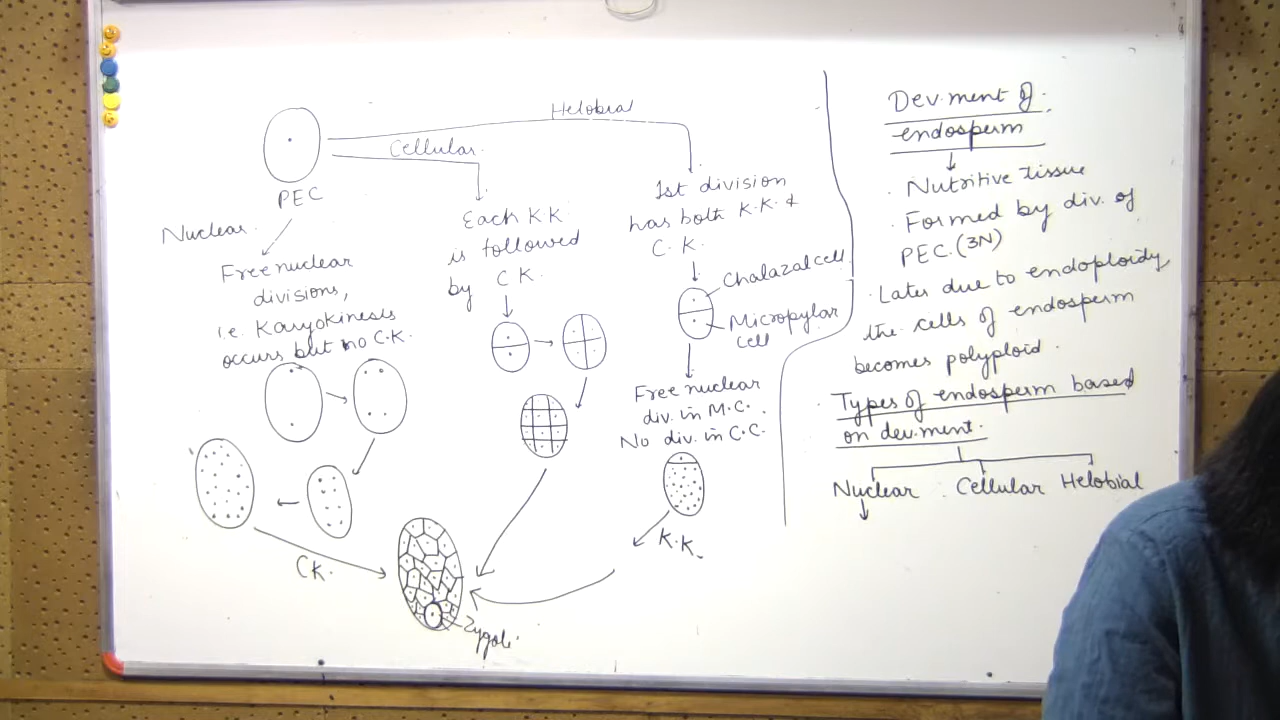 PEC
Nuclear
Free nuclear
divisions,
i.e. Karyokinesis
occurs but no C.K.
CK.
Cellular
Each KK
is followed
by CK.
Helobial
1st division
has both K.K. &
C.K.
Chalazal cell
Micropylar
cell
Free nuclear
div. in M.C.
No div. in C.C.
K.K.
Zygote
Dev.ment of
endosperm
Nutritive tissue
Formed by div. of
PEC. (3N)
Later due to endoploidy
the cells of endosperm
becomes polyploid.
Types of endosperm based
on dev.ment.
Nuclear Cellular Helobial